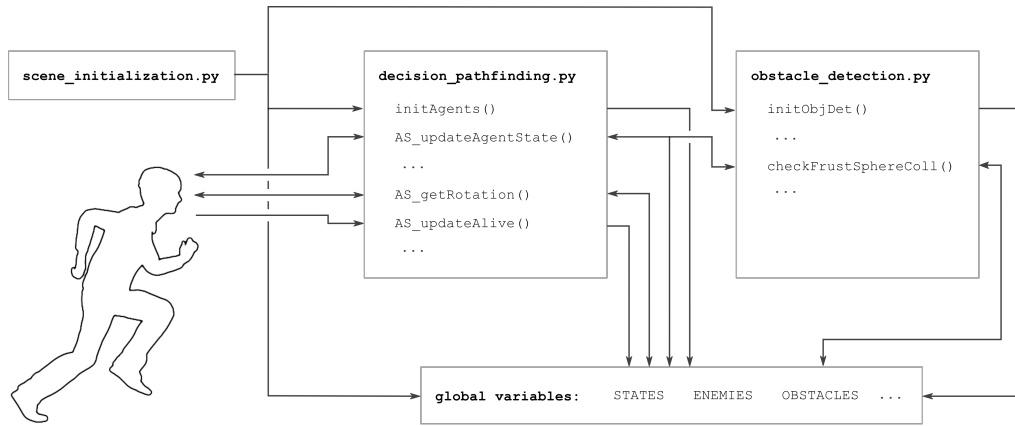 scene_initialization.py
decision_pathfinding.py
initAgents()
AS_updateAgentState()
...
AS_getRotation()
AS_updateAlive()
...
obstacle_detection.py
initObjDet()
...
checkFrustSphereColl()
...
global variables: STATES ENEMIES OBSTACLES ...